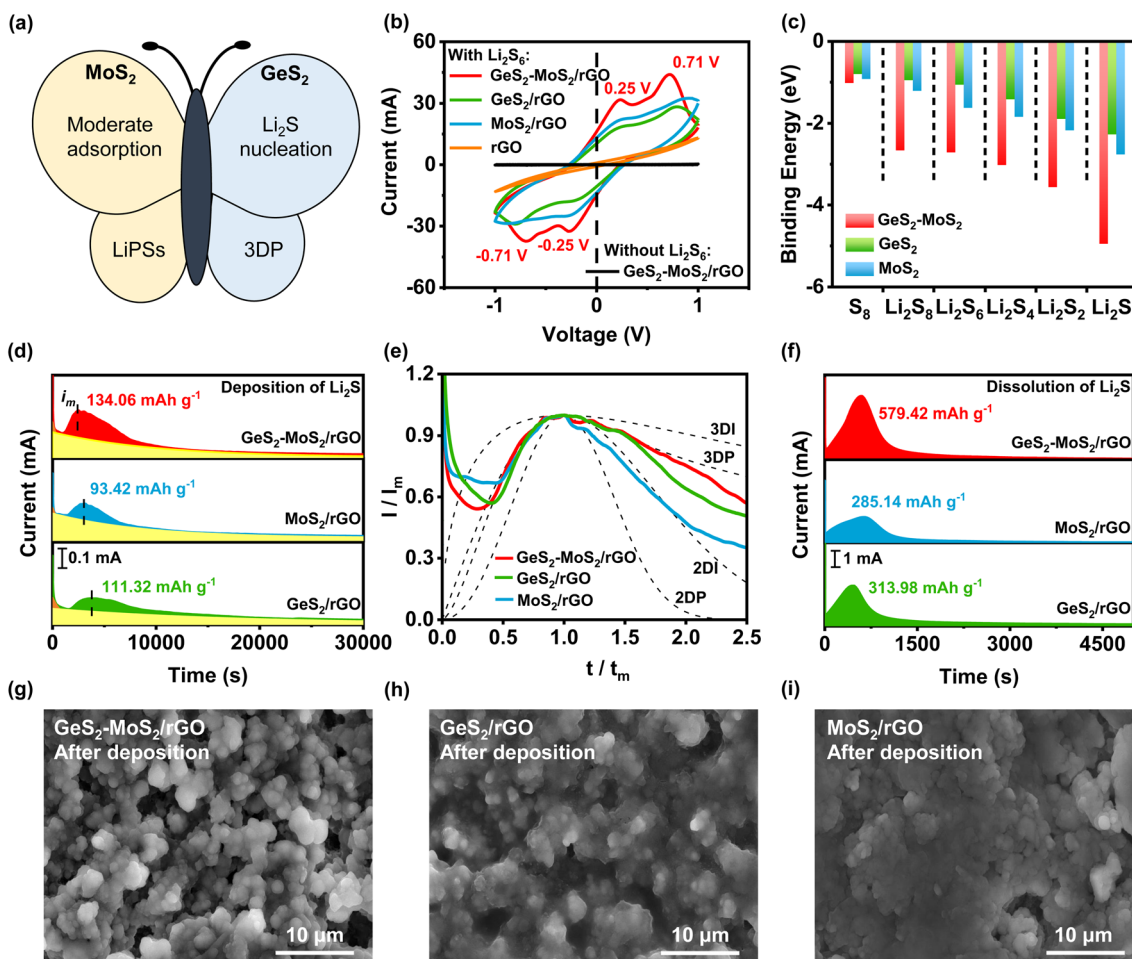 (a)
MoS₂
GeS₂
Moderate
adsorption
Li₂S
nucleation
LiPSs
3DP
(b)
Current (mA)
60
30
0
-30
-60
With Li₂S₆:
GeS₂-MoS₂/rGO
GeS₂/rGO
MoS₂/rGO
rGO
0.71 V
0.25 V
-0.71 V
-0.25 V
Without Li₂S₆:
GeS₂-MoS₂/rGO
-1
0
1
Voltage (V)
(c)
Binding Energy (eV)
0
-2
-4
-6
GeS₂-MoS₂
GeS₂
MoS₂
S₈
Li₂S₈
Li₂S₆
Li₂S₄
Li₂S₂
Li₂S
(d)
Current (mA)
Deposition of Li₂S
iₘ
134.06 mAh g⁻¹
GeS₂-MoS₂/rGO
93.42 mAh g⁻¹
MoS₂/rGO
0.1 mA
111.32 mAh g⁻¹
GeS₂/rGO
0
10000
20000
30000
Time (s)
(e)
I / Iₘ
1.2
0.9
0.6
0.3
0.0
3DI
3DP
2DI
2DP
GeS₂-MoS₂/rGO
GeS₂/rGO
MoS₂/rGO
0.0
0.5
1.0
1.5
2.0
2.5
t / tₘ
(f)
Current (mA)
Dissolution of Li₂S
579.42 mAh g⁻¹
GeS₂-MoS₂/rGO
285.14 mAh g⁻¹
MoS₂/rGO
1 mA
313.98 mAh g⁻¹
GeS₂/rGO
0
1500
3000
4500
Time (s)
(g)
GeS₂-MoS₂/rGO
After deposition
10 μm
(h)
GeS₂/rGO
After deposition
10 μm
(i)
MoS₂/rGO
After deposition
10 μm